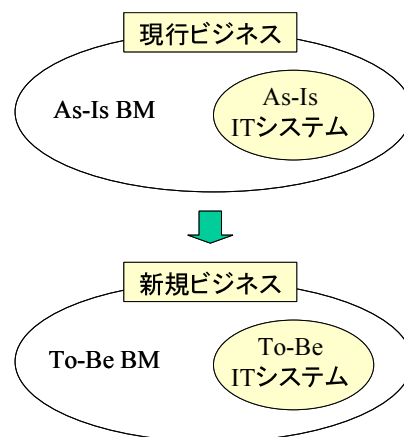 現行ビジネス
As-Is BM
As-Is
ITシステム
新規ビジネス
To-Be BM
To-Be
ITシステム